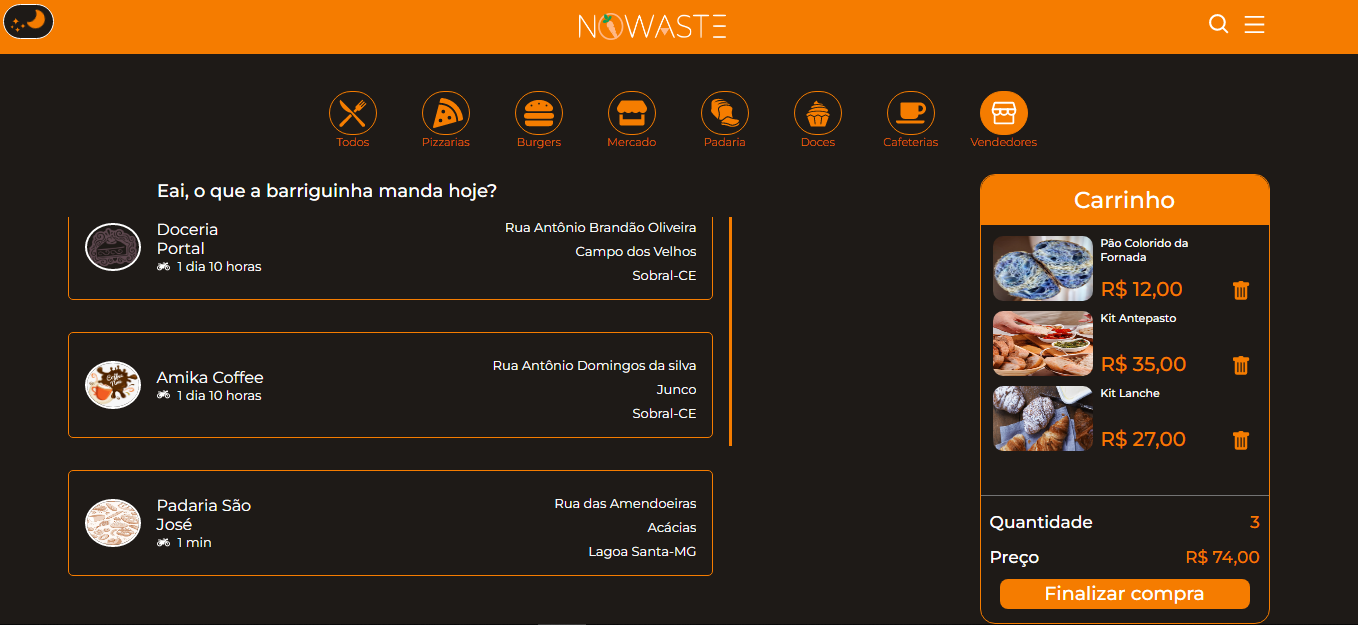 NOWASTE
Todos
Pizzarias
Burgers
Mercado
Padaria
Doces
Cafeterias
Vendedores
Eai, o que a barriguinha manda hoje?
Doceria
Portal
1 dia 10 horas
Rua Antônio Brandão Oliveira
Campo dos Velhos
Sobral-CE
Amika Coffee
1 dia 10 horas
Rua Antônio Domingos da silva
Junco
Sobral-CE
Padaria São
José
1 min
Rua das Amendoeiras
Acácias
Lagoa Santa-MG
Carrinho
Pão Colorido da
Fornada
R$ 12,00
Kit Antepasto
R$ 35,00
Kit Lanche
R$ 27,00
Quantidade
3
Preço
R$ 74,00
Finalizar compra